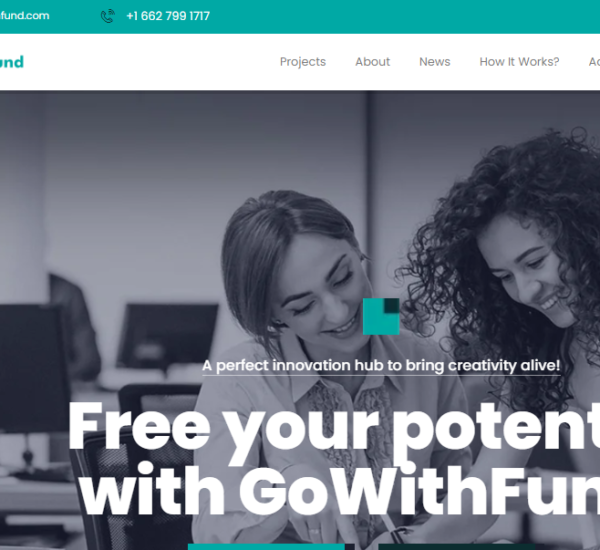 fund.com
+1 662 799 1717
und
Projects
About
News
How It Works?
A perfect innovation hub to bring creativity alive!
Free your potent
with GoWithFun